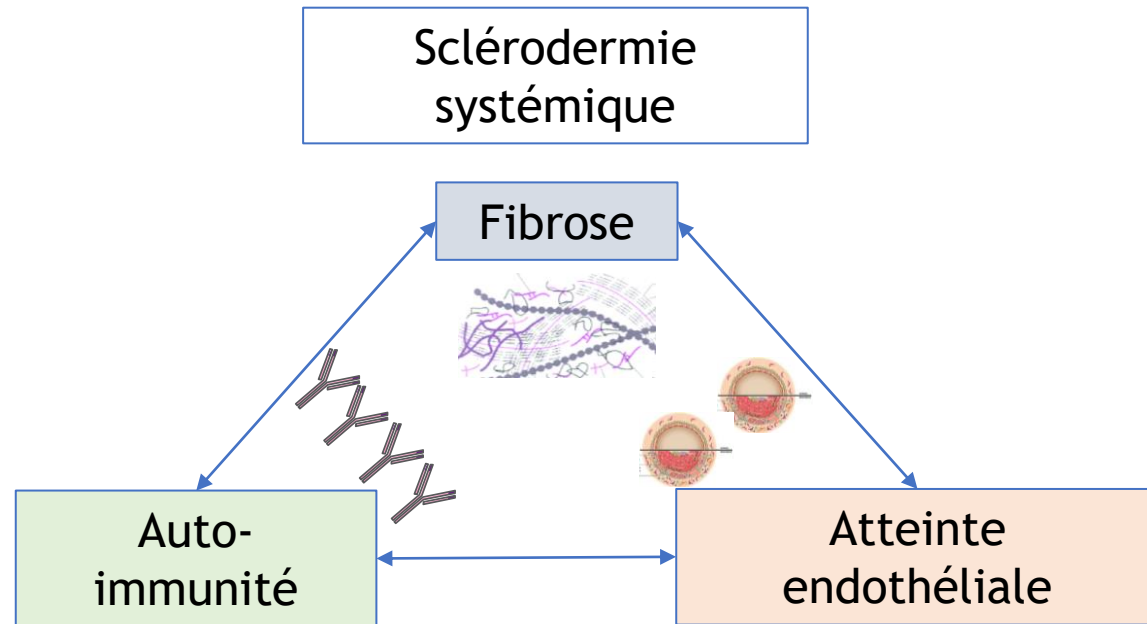 Sclérodermie
systémique
Fibrose
Auto-
immunité
Atteinte
endothéliale